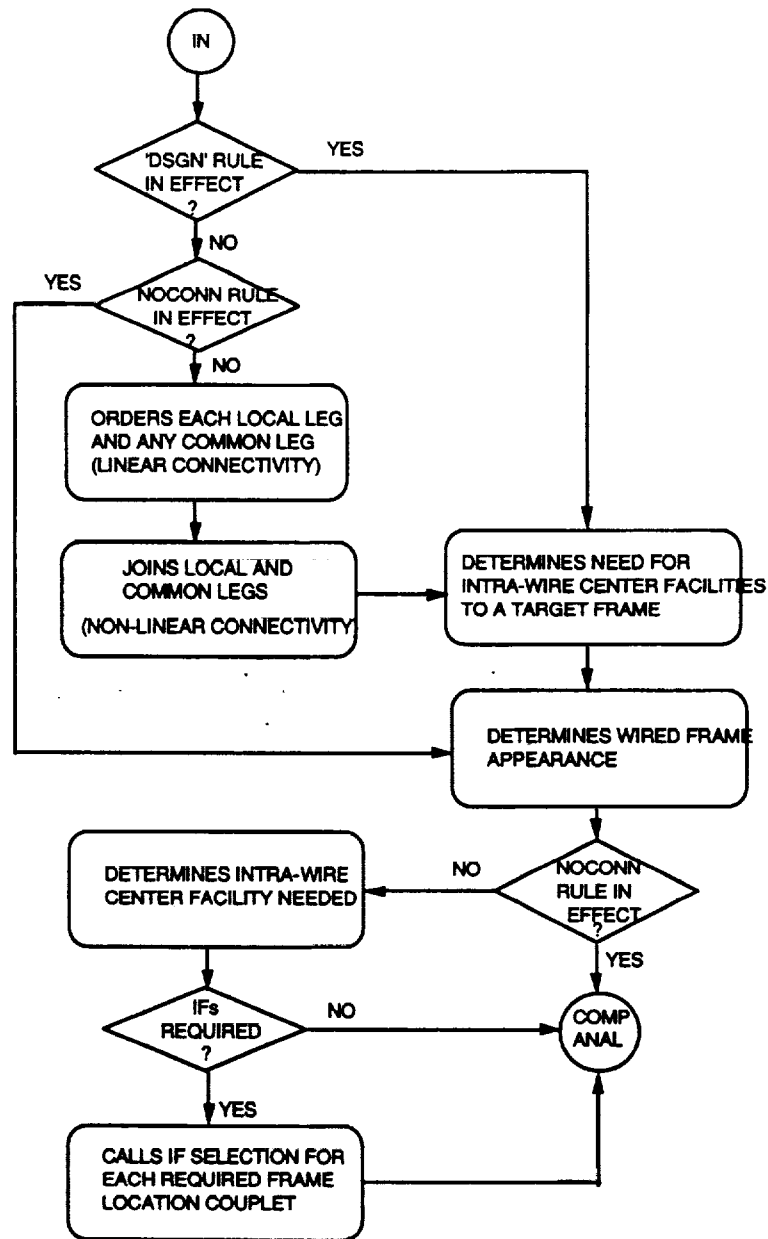 IN
'DSGN' RULE
IN EFFECT
?
YES
NO
YES
NOCONN RULE
IN EFFECT
?
NO
ORDERS EACH LOCAL LEG
AND ANY COMMON LEG
(LINEAR CONNECTIVITY)
JOINS LOCAL AND
COMMON LEGS
(NON-LINEAR CONNECTIVITY)
DETERMINES NEED FOR
INTRA-WIRE CENTER FACILITIES
TO A TARGET FRAME
DETERMINES WIRED FRAME
APPEARANCE
NOCONN
RULE IN
EFFECT
?
NO
YES
DETERMINES INTRA-WIRE
CENTER FACILITY NEEDED
IFs
REQUIRED
?
NO
YES
COMP
ANAL
CALLS IF SELECTION FOR
EACH REQUIRED FRAME
LOCATION COUPLET